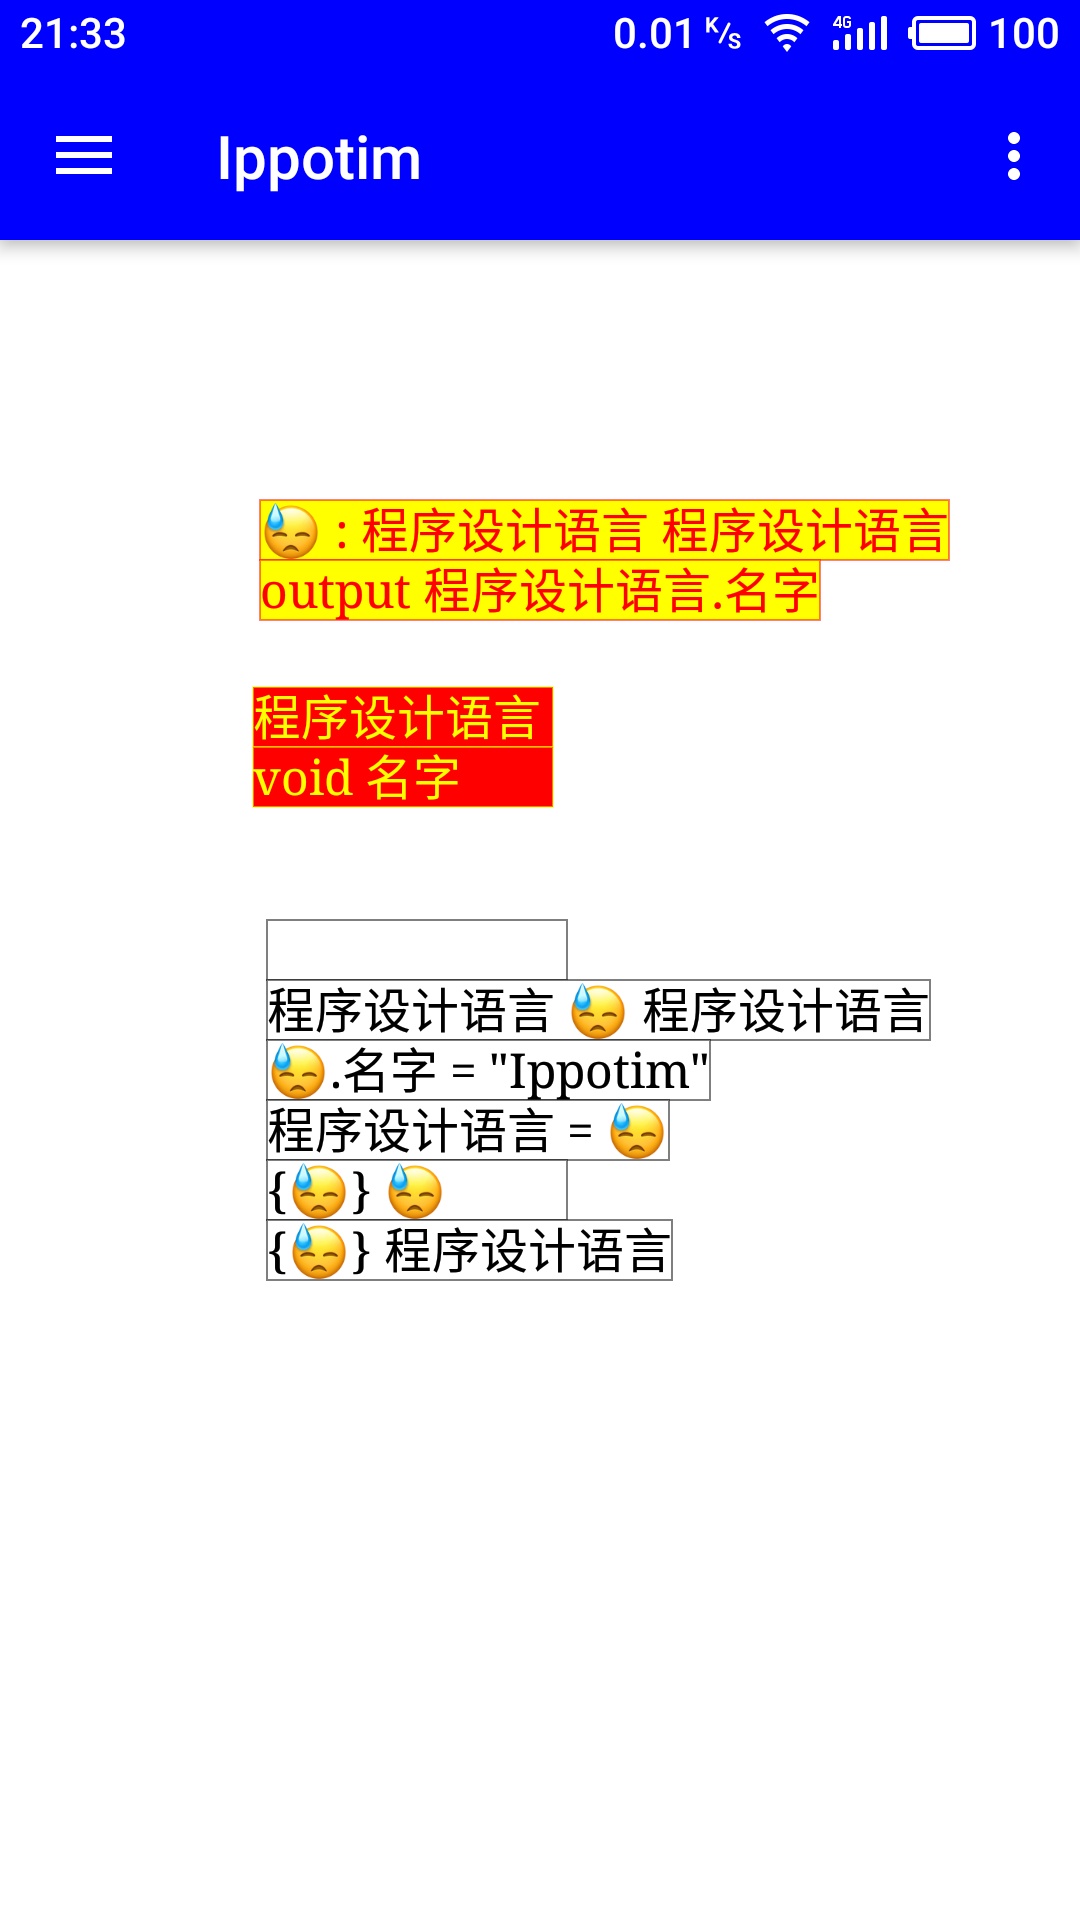 21:33 0.01 K/S 4G 100
Ippotim
😓 : 程序设计语言 程序设计语言
output 程序设计语言.名字
程序设计语言
void 名字
程序设计语言 😓 程序设计语言
😓.名字 = "Ippotim"
程序设计语言 = 😓
{😓} 😓
{😓} 程序设计语言